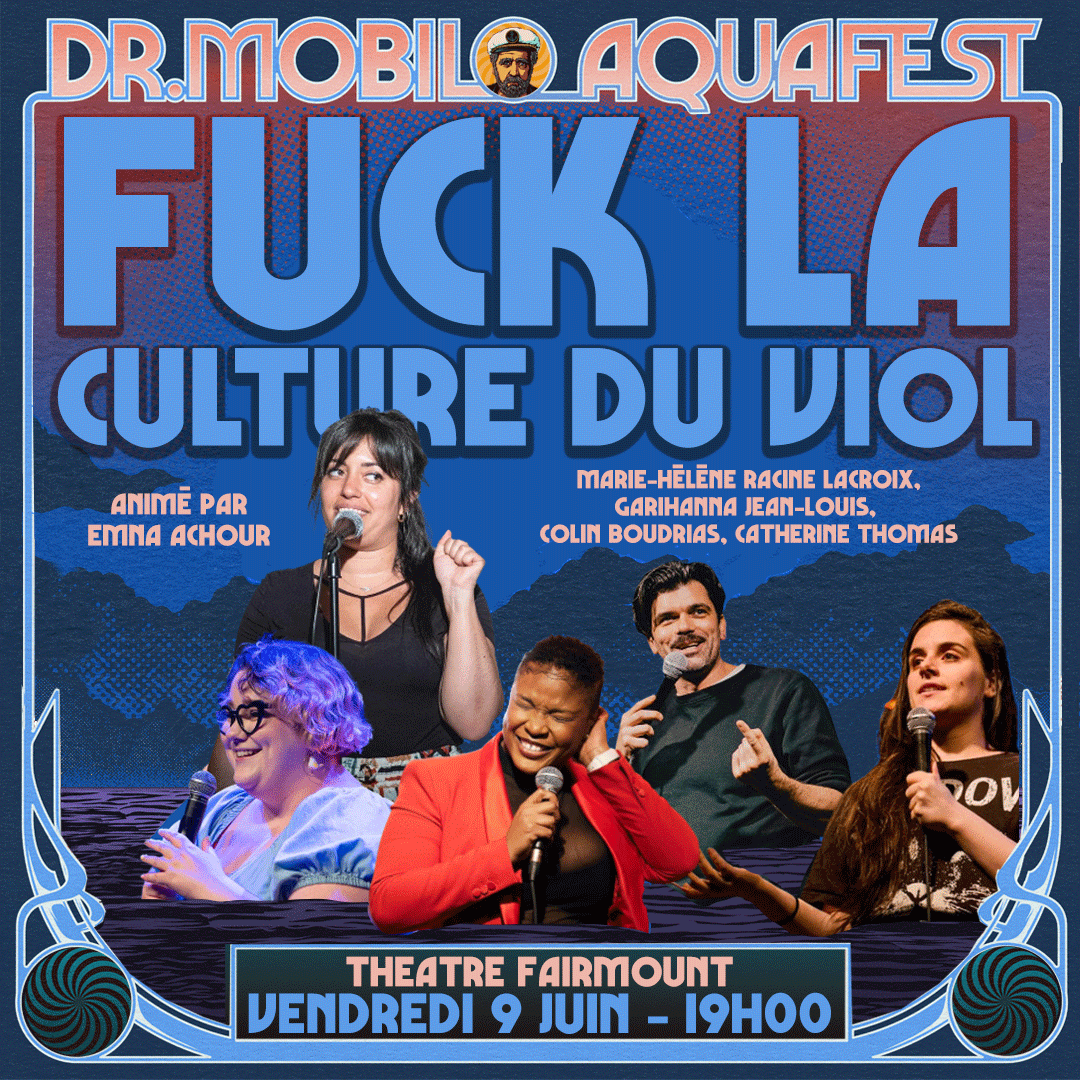 DR.MOBILO AQUAFEST
FUCK LA
CULTURE DU VIOL
ANIMÉ PAR
EMNA ACHOUR
MARIE-HÉLÈNE RACINE LACROIX,
GARIHANNA JEAN-LOUIS,
COLIN BOUDRIAS, CATHERINE THOMAS
THEATRE FAIRMOUNT
VENDREDI 9 JUIN - 19H00